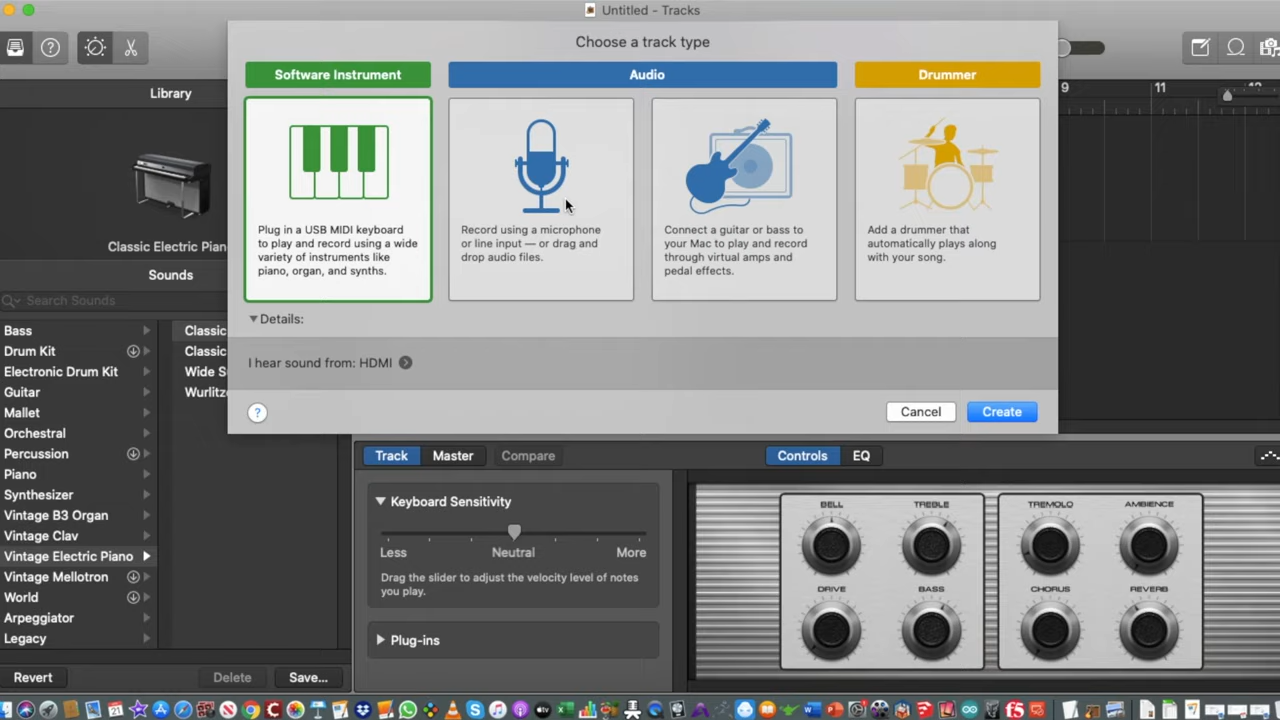 Untitled - Tracks
Choose a track type
Software Instrument
Audio
Drummer
Plug in a USB MIDI keyboard
to play and record using a wide
variety of instruments like
piano, organ, and synths.
Record using a microphone
or line input — or drag and
drop audio files.
Connect a guitar or bass to
your Mac to play and record
through virtual amps and
pedal effects.
Add a drummer that
automatically plays along
with your song.
Details:
I hear sound from: HDMI
?
Cancel
Create
9
11
Library
Classic Electric Pian
Sounds
Search Sounds
Bass
Drum Kit
Electronic Drum Kit
Guitar
Mallet
Orchestral
Percussion
Piano
Synthesizer
Vintage B3 Organ
Vintage Clav
Vintage Electric Piano
Vintage Mellotron
World
Arpeggiator
Legacy
Classic
Classic
Wide S
Wurlitz
Revert
Delete
Save...
Track
Master
Compare
Controls
EQ
Keyboard Sensitivity
Less
Neutral
More
Drag the slider to adjust the velocity level of notes
you play.
Plug-ins
BELL
TREBLE
TREMOLO
AMBIENCE
DRIVE
BASS
CHORUS
REVERB